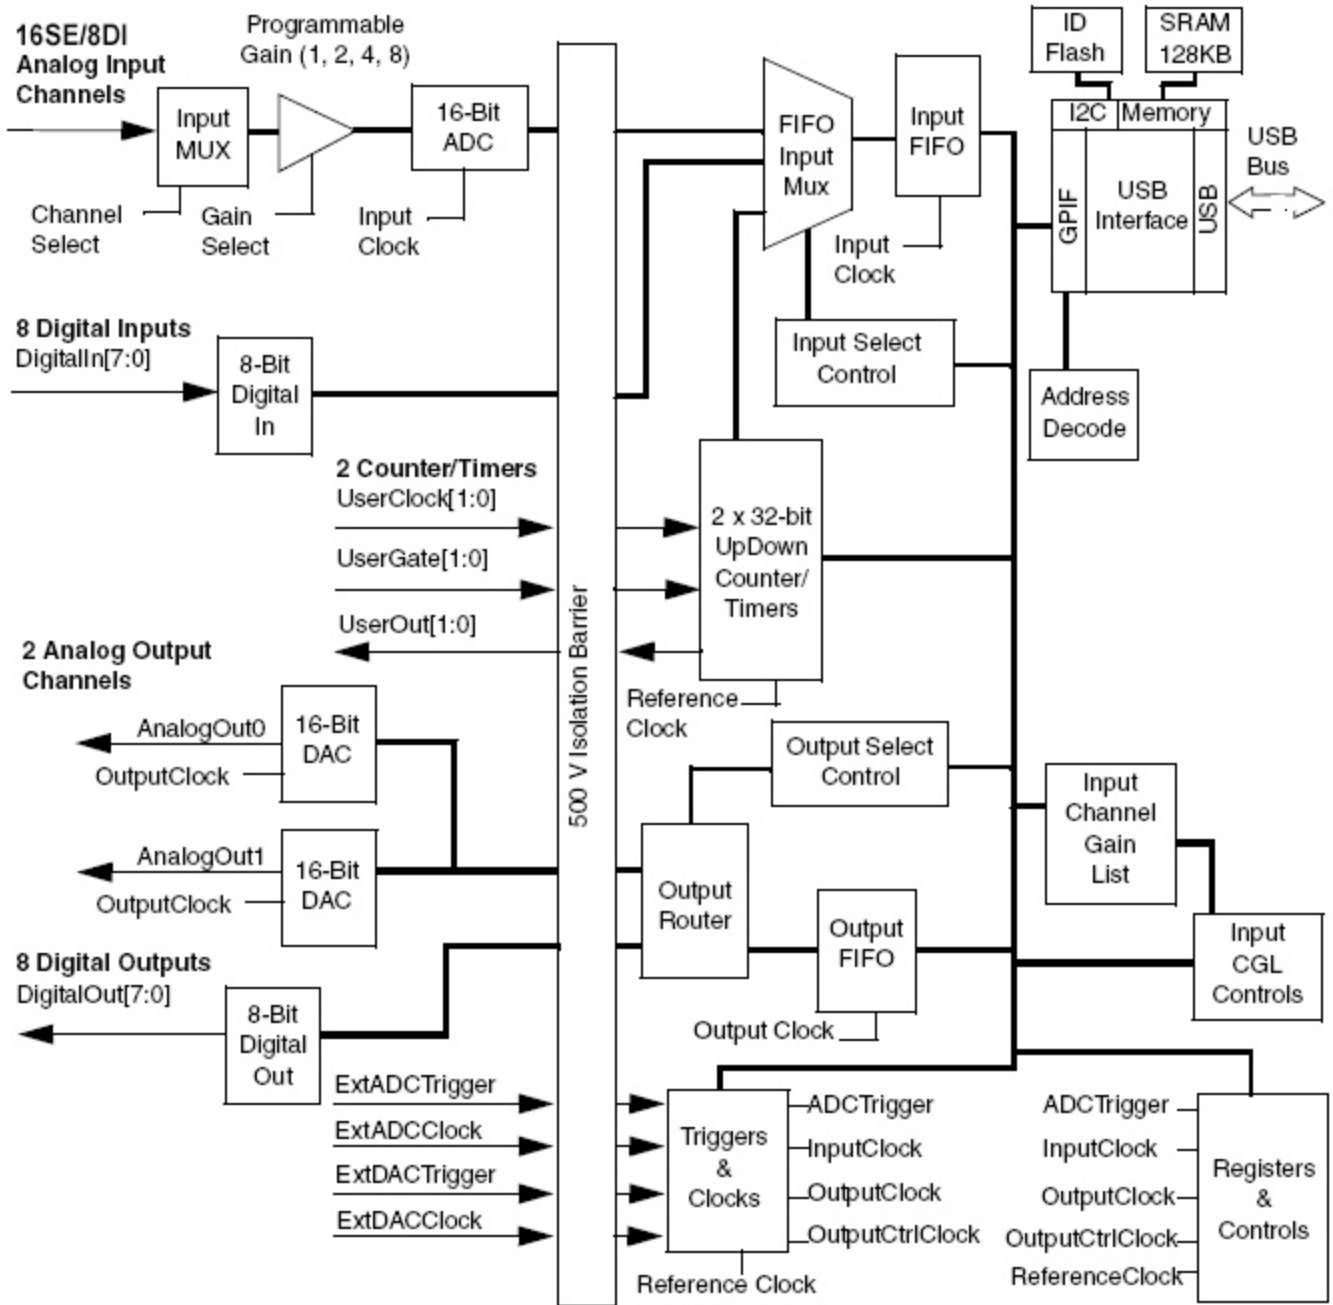 16SE/8DI
Analog Input
Channels
Programmable
Gain (1, 2, 4, 8)
Input
MUX
16-Bit
ADC
Channel
Select
Gain
Select
Input
Clock
FIFO
Input
Mux
Input
FIFO
Input
Clock
ID
Flash
SRAM
128KB
I2C
Memory
GPIF
USB
Interface
USB
USB
Bus
8 Digital Inputs
DigitalIn[7:0]
8-Bit
Digital
In
Input Select
Control
Address
Decode
2 Counter/Timers
UserClock[1:0]
UserGate[1:0]
UserOut[1:0]
2 x 32-bit
UpDown
Counter/
Timers
Reference
Clock
500 V Isolation Barrier
2 Analog Output
Channels
AnalogOut0
OutputClock
16-Bit
DAC
AnalogOut1
OutputClock
16-Bit
DAC
Output Select
Control
Output
Router
Output
FIFO
Output Clock
Input
Channel
Gain
List
Input
CGL
Controls
8 Digital Outputs
DigitalOut[7:0]
8-Bit
Digital
Out
ExtADCTrigger
ExtADCClock
ExtDACTrigger
ExtDACClock
Triggers
&
Clocks
Reference Clock
ADCTrigger
InputClock
OutputClock
OutputCtrlClock
ADCTrigger
InputClock
OutputClock
OutputCtrlClock
ReferenceClock
Registers
&
Controls